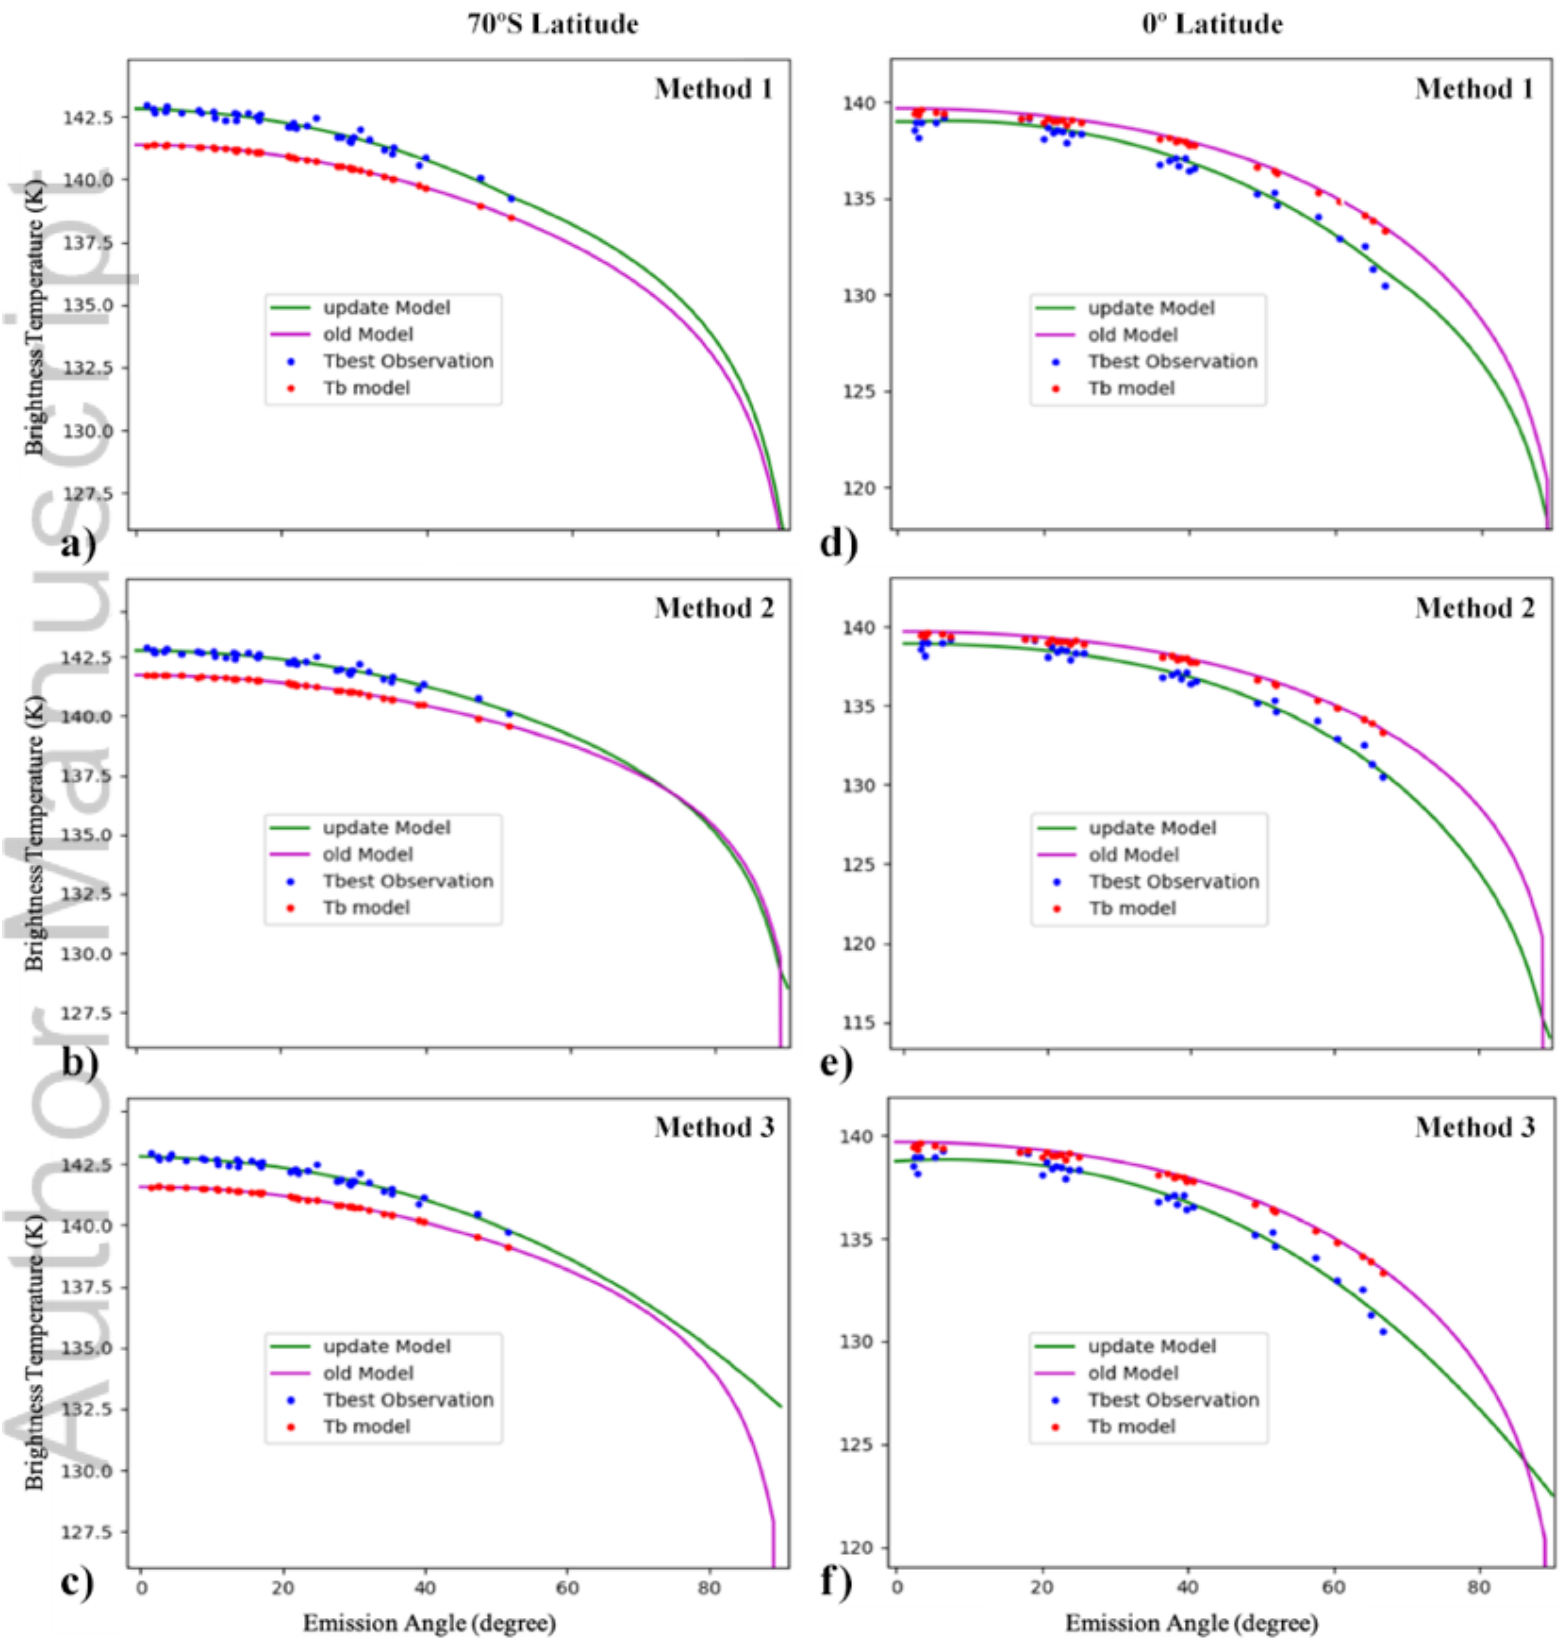 70°S Latitude
0° Latitude
Author Manuscript
Method 1
Brightness Temperature (K)
142.5
140.0
137.5
135.0
132.5
130.0
127.5
update Model
old Model
Tbest Observation
Tb model
a)
Method 1
140
135
130
125
120
update Model
old Model
Tbest Observation
Tb model
d)
Method 2
Brightness Temperature (K)
142.5
140.0
137.5
135.0
132.5
130.0
127.5
update Model
old Model
Tbest Observation
Tb model
b)
Method 2
140
135
130
125
120
115
update Model
old Model
Tbest Observation
Tb model
e)
Method 3
Brightness Temperature (K)
142.5
140.0
137.5
135.0
132.5
130.0
127.5
update Model
old Model
Tbest Observation
Tb model
c)
0 20 40 60 80
Emission Angle (degree)
Method 3
140
135
130
125
120
update Model
old Model
Tbest Observation
Tb model
f)
0 20 40 60 80
Emission Angle (degree)